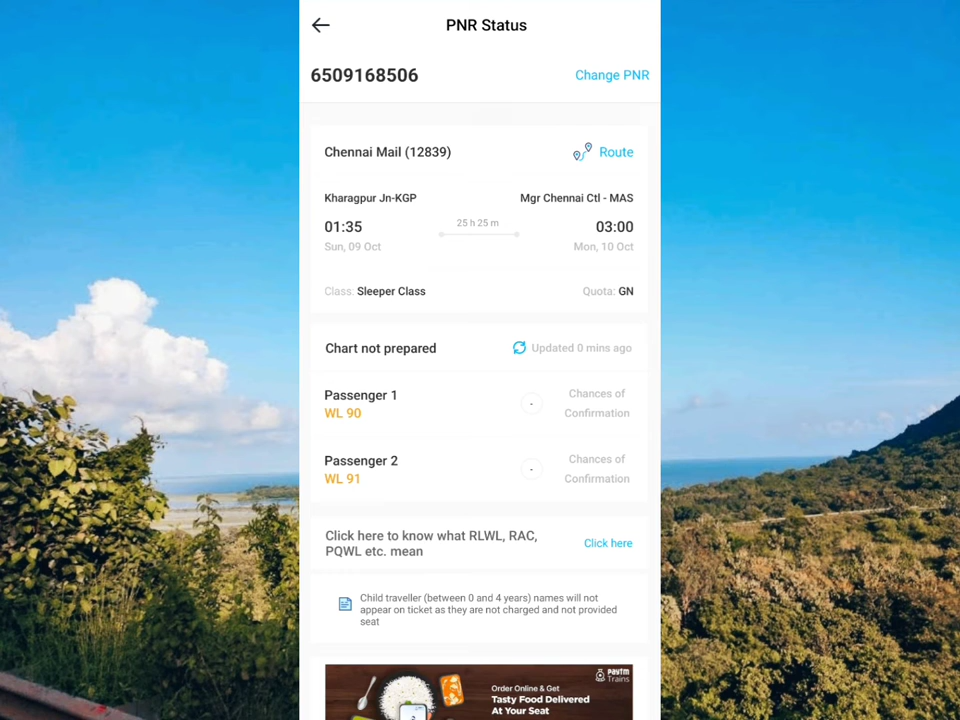 PNR Status
6509168506
Change PNR
Chennai Mail (12839)
Route
Kharagpur Jn-KGP
Mgr Chennai Ctl - MAS
01:35
25 h 25 m
03:00
Sun, 09 Oct
Mon, 10 Oct
Class: Sleeper Class
Quota: GN
Chart not prepared
Updated 0 mins ago
Passenger 1
WL 90
-
Chances of
Confirmation
Passenger 2
WL 91
-
Chances of
Confirmation
Click here to know what RLWL, RAC,
PQWL etc. mean
Click here
Child traveller (between 0 and 4 years) names will not
appear on ticket as they are not charged and not provided
seat
Paytm
Trains
Order Online & Get
Tasty Food Delivered
At Your Seat